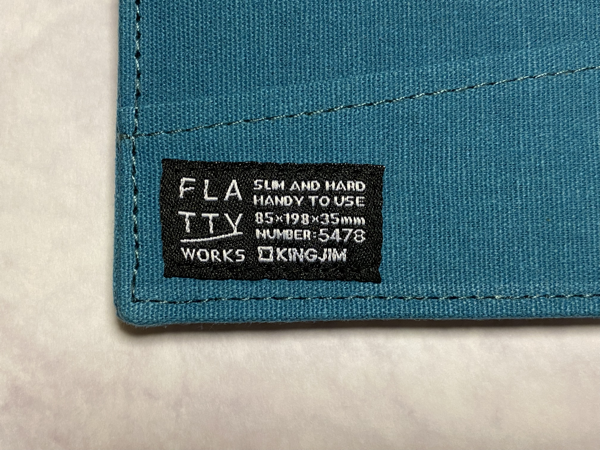 FLA
TTY
WORKS
SLIM AND HARD
HANDY TO USE
85×198×35mm
NUMBER:5478
KINGJIM